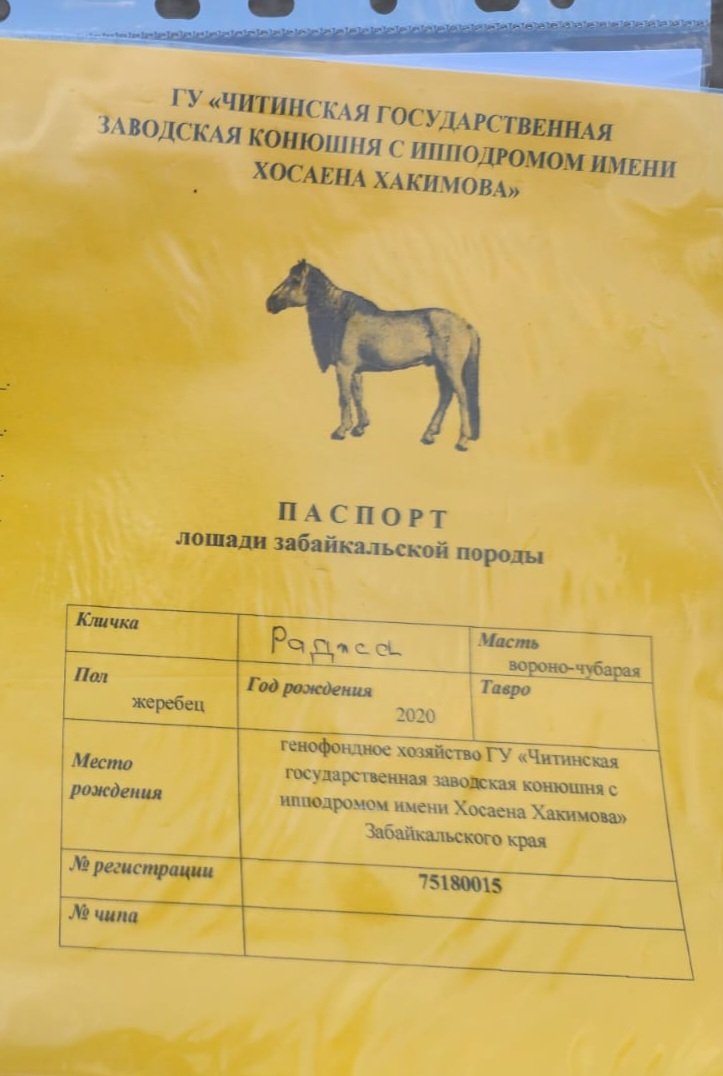 ГУ «ЧИТИНСКАЯ ГОСУДАРСТВЕННАЯ
ЗАВОДСКАЯ КОНЮШНЯ С ИППОДРОМОМ ИМЕНИ
ХОСАЕНА ХАКИМОВА»
ПАСПОРТ
лошади забайкальской породы
Кличка
Раджа
Масть
вороно-чубарая
Пол
жеребец
Год рождения
2020
Тавро
Место
рождения
генофондное хозяйство ГУ «Читинская
государственная заводская конюшня с
ипподромом имени Хосаена Хакимова»
Забайкальского края
№ регистрации
75180015
№ чипа